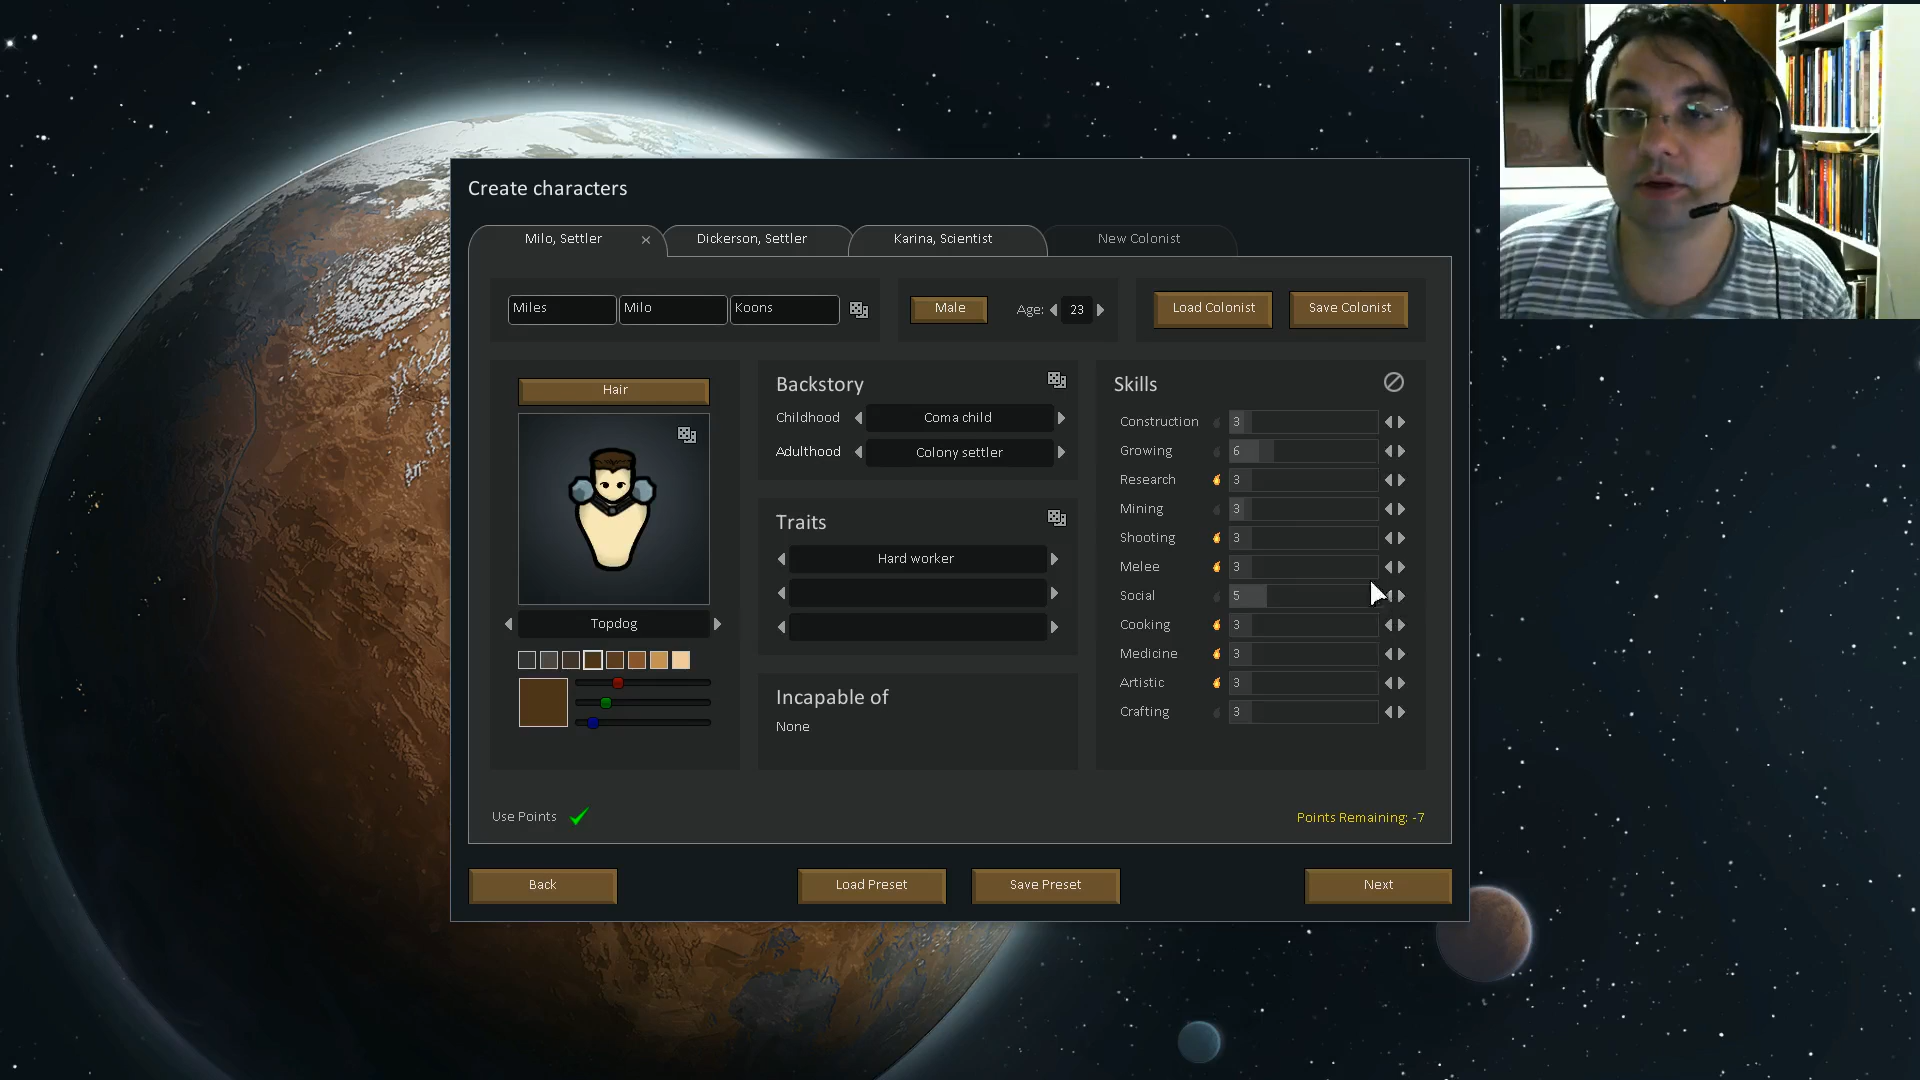 Create characters
Milo, Settler
Dickerson, Settler
Karina, Scientist
New Colonist
Miles
Milo
Koons
Male
Age: 23
Load Colonist
Save Colonist
Hair
Topdog
Backstory
Childhood Coma child
Adulthood Colony settler
Traits
Hard worker
Incapable of
None
Skills
Construction 3
Growing 6
Research 3
Mining 3
Shooting 3
Melee 3
Social 5
Cooking 3
Medicine 3
Artistic 3
Crafting 3
Use Points
Points Remaining: -7
Back
Load Preset
Save Preset
Next